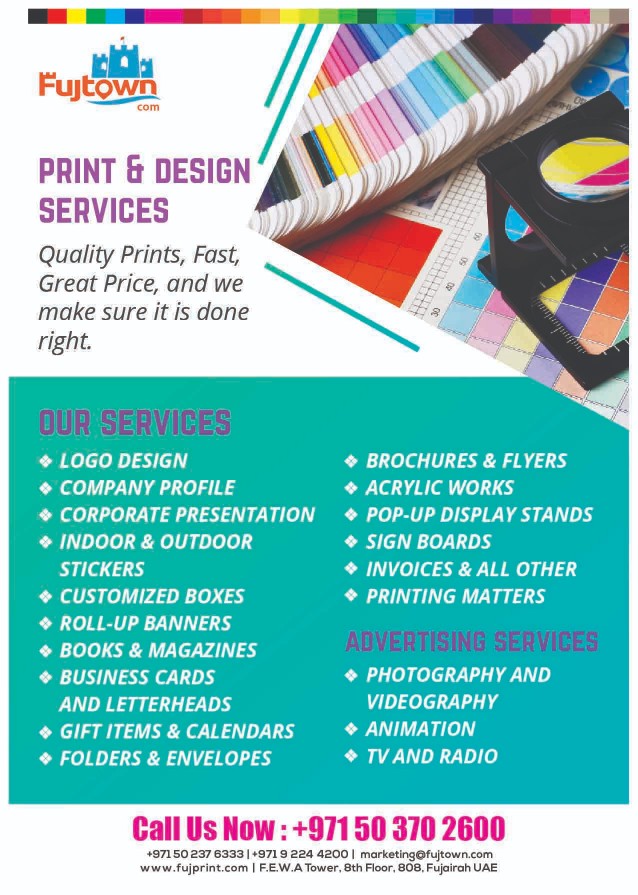 Fujtown
com
PRINT & DESIGN
SERVICES
Quality Prints, Fast,
Great Price, and we
make sure it is done
right.
30
40
50
60
OUR SERVICES
❖ LOGO DESIGN
❖ COMPANY PROFILE
❖ CORPORATE PRESENTATION
❖ INDOOR & OUTDOOR
STICKERS
❖ CUSTOMIZED BOXES
❖ ROLL-UP BANNERS
❖ BOOKS & MAGAZINES
❖ BUSINESS CARDS
AND LETTERHEADS
❖ GIFT ITEMS & CALENDARS
❖ FOLDERS & ENVELOPES
❖ BROCHURES & FLYERS
❖ ACRYLIC WORKS
❖ POP-UP DISPLAY STANDS
❖ SIGN BOARDS
❖ INVOICES & ALL OTHER
❖ PRINTING MATTERS
ADVERTISING SERVICES
❖ PHOTOGRAPHY AND
VIDEOGRAPHY
❖ ANIMATION
❖ TV AND RADIO
Call Us Now : +971 50 370 2600
+971 50 237 6333 | +971 9 224 4200 | marketing@fujtown.com
www.fujprint.com | F.E.W.A Tower, 8th Floor, 808, Fujairah UAE